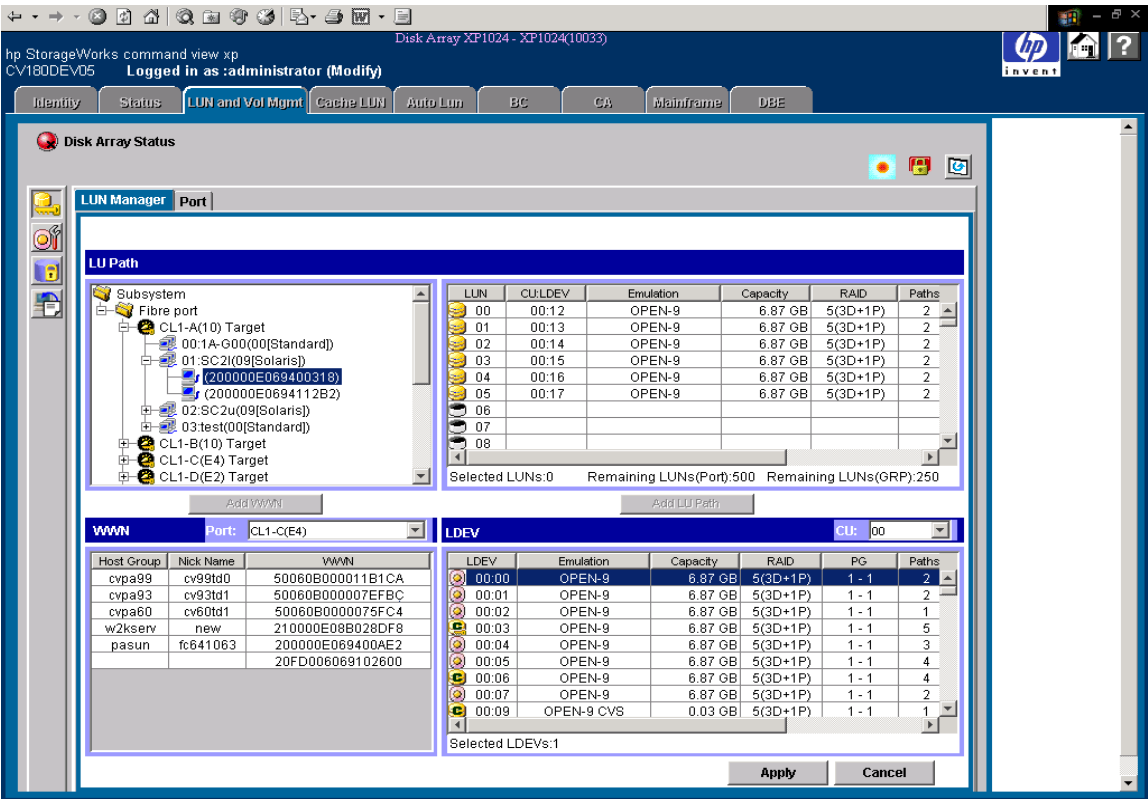 Disk Array XP1024 - XP1024(10033)
hp StorageWorks command view xp
CV180DEV05 Logged in as :administrator (Modify)
hp
invent
?
Identity Status LUN and Vol Mgmt Cache LUN Auto Lun BC CA Mainframe DBE
Disk Array Status
LUN Manager Port
LU Path
Subsystem
Fibre port
CL1-A(10) Target
00:1A-G00(00[Standard])
01:SC2I(09[Solaris])
(200000E069400318)
(200000E0694112B2)
02:SC2u(09[Solaris])
03:test(00[Standard])
CL1-B(10) Target
CL1-C(E4) Target
CL1-D(E2) Target
LUN CU:LDEV Emulation Capacity RAID Paths
00 00:12 OPEN-9 6.87 GB 5(3D+1P) 2
01 00:13 OPEN-9 6.87 GB 5(3D+1P) 2
02 00:14 OPEN-9 6.87 GB 5(3D+1P) 2
03 00:15 OPEN-9 6.87 GB 5(3D+1P) 2
04 00:16 OPEN-9 6.87 GB 5(3D+1P) 2
05 00:17 OPEN-9 6.87 GB 5(3D+1P) 2
06
07
08
Selected LUNs:0 Remaining LUNs(Port):500 Remaining LUNs(GRP):250
Add WWN
Add LU Path
WWN Port: CL1-C(E4)
Host Group Nick Name WWN
cvpa99 cv99td0 50060B000011B1CA
cvpa93 cv93td1 50060B000007EFBC
cvpa60 cv60td1 50060B0000075FC4
w2kserv new 210000E08B028DF8
pasun fc641063 200000E069400AE2
20FD006069102600
LDEV CU: 00
LDEV Emulation Capacity RAID PG Paths
00:00 OPEN-9 6.87 GB 5(3D+1P) 1 - 1 2
00:01 OPEN-9 6.87 GB 5(3D+1P) 1 - 1 2
00:02 OPEN-9 6.87 GB 5(3D+1P) 1 - 1 1
00:03 OPEN-9 6.87 GB 5(3D+1P) 1 - 1 5
00:04 OPEN-9 6.87 GB 5(3D+1P) 1 - 1 3
00:05 OPEN-9 6.87 GB 5(3D+1P) 1 - 1 4
00:06 OPEN-9 6.87 GB 5(3D+1P) 1 - 1 4
00:07 OPEN-9 6.87 GB 5(3D+1P) 1 - 1 2
00:09 OPEN-9 CVS 0.03 GB 5(3D+1P) 1 - 1 1
Selected LDEVs:1
Apply Cancel